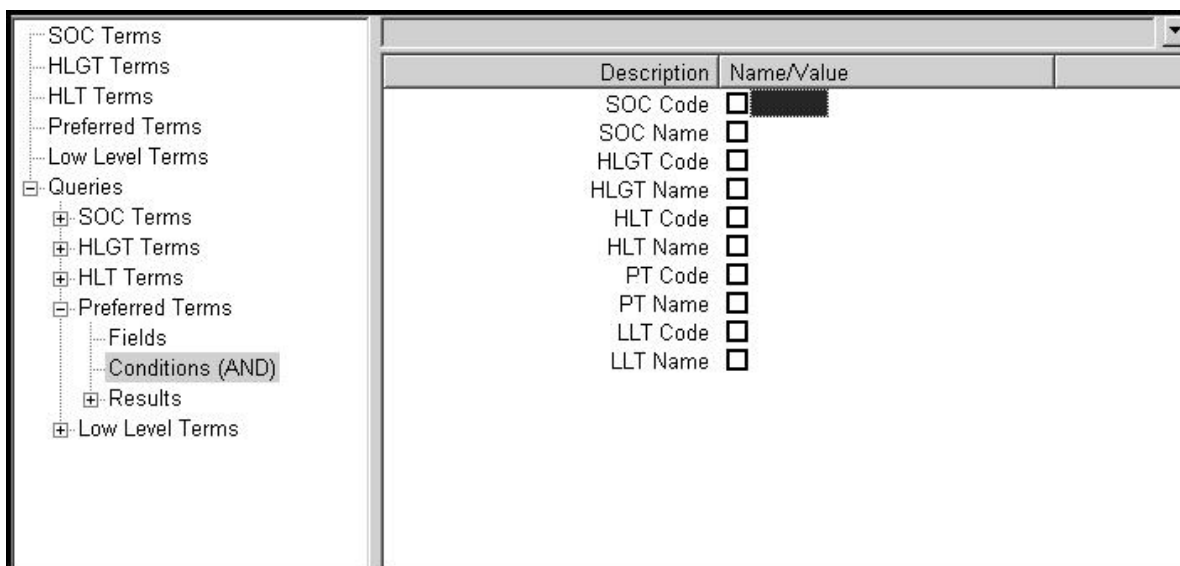 SOC Terms
HLGT Terms
HLT Terms
Preferred Terms
Low Level Terms
Queries
SOC Terms
HLGT Terms
HLT Terms
Preferred Terms
Fields
Conditions (AND)
Results
Low Level Terms
Description Name/Value
SOC Code
SOC Name
HLGT Code
HLGT Name
HLT Code
HLT Name
PT Code
PT Name
LLT Code
LLT Name